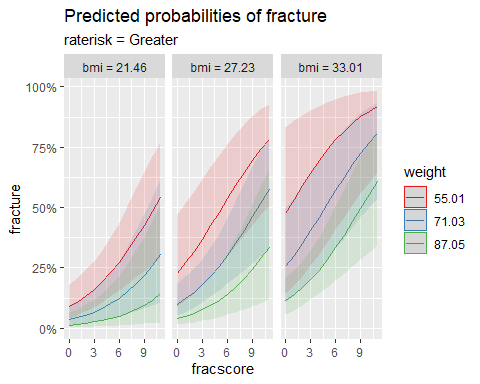 Predicted probabilities of fracture
raterisk = Greater
bmi = 21.46 bmi = 27.23 bmi = 33.01
100%
75%
50%
25%
0%
fracture
0 3 6 9 0 3 6 9 0 3 6 9
fracscore
weight
55.01
71.03
87.05